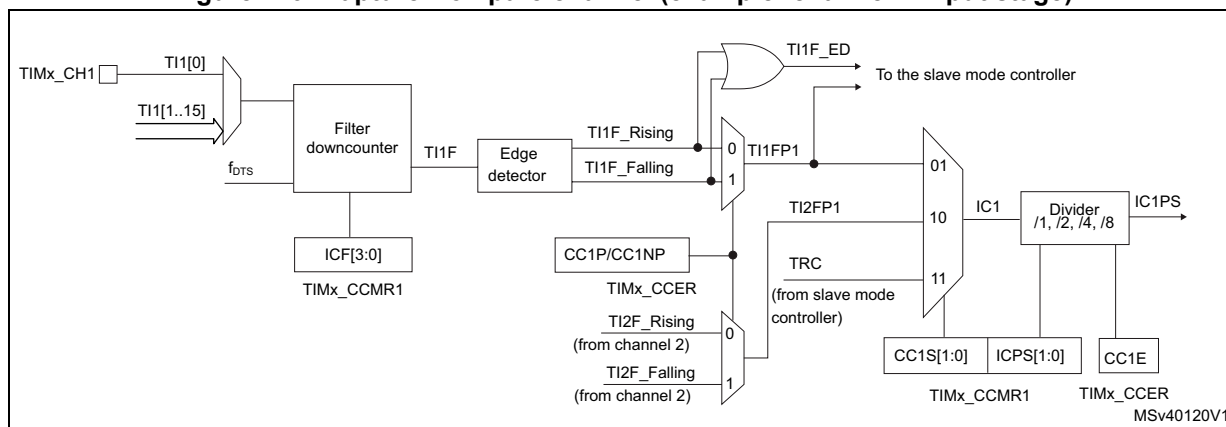 TI1F_ED
TI1[0]
TIMx_CH1
To the slave mode controller
TI1[1..15]
TI1F_Rising
Filter
downcounter
0
TI1FP1
TI1F
Edge
detector
TI1F_Falling
01
1
IC1
Divider
/1, /2, /4, /8
IC1PS
fDTS
TI2FP1
10
ICF[3:0]
CC1P/CC1NP
TRC
11
TIMx_CCMR1
TIMx_CCER
(from slave mode
controller)
TI2F_Rising
0
(from channel 2)
CC1S[1:0]
ICPS[1:0]
CC1E
TI2F_Falling
1
(from channel 2)
TIMx_CCMR1
TIMx_CCER
MSv40120V1